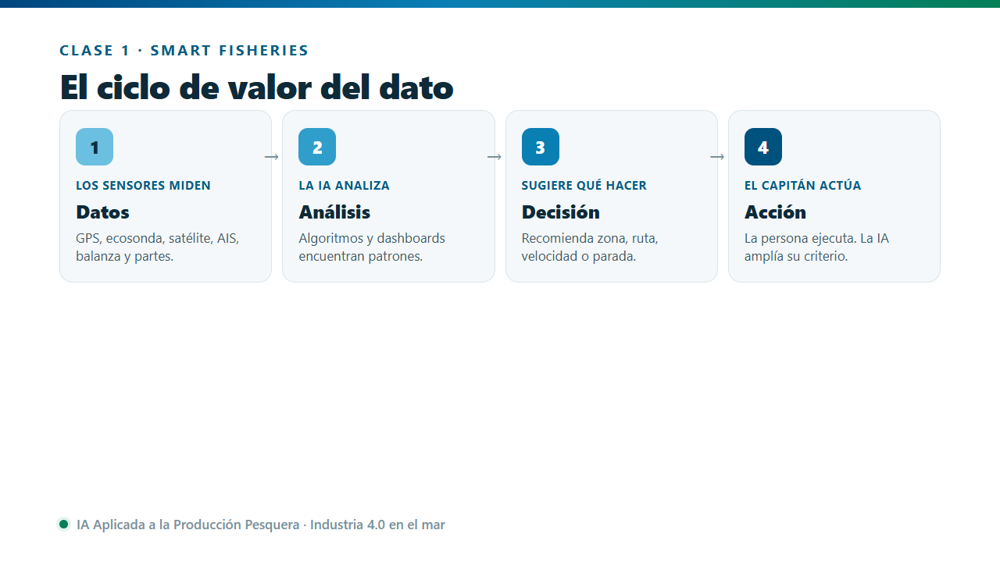 CLASE 1 · SMART FISHERIES
El ciclo de valor del dato
1
LOS SENSORES MIDEN
Datos
GPS, ecosonda, satélite, AIS,
balanza y partes.
→
2
LA IA ANALIZA
Análisis
Algoritmos y dashboards
encuentran patrones.
→
3
SUGIERE QUÉ HACER
Decisión
Recomienda zona, ruta,
velocidad o parada.
→
4
EL CAPITÁN ACTÚA
Acción
La persona ejecuta. La IA
amplía su criterio.
IA Aplicada a la Producción Pesquera · Industria 4.0 en el mar